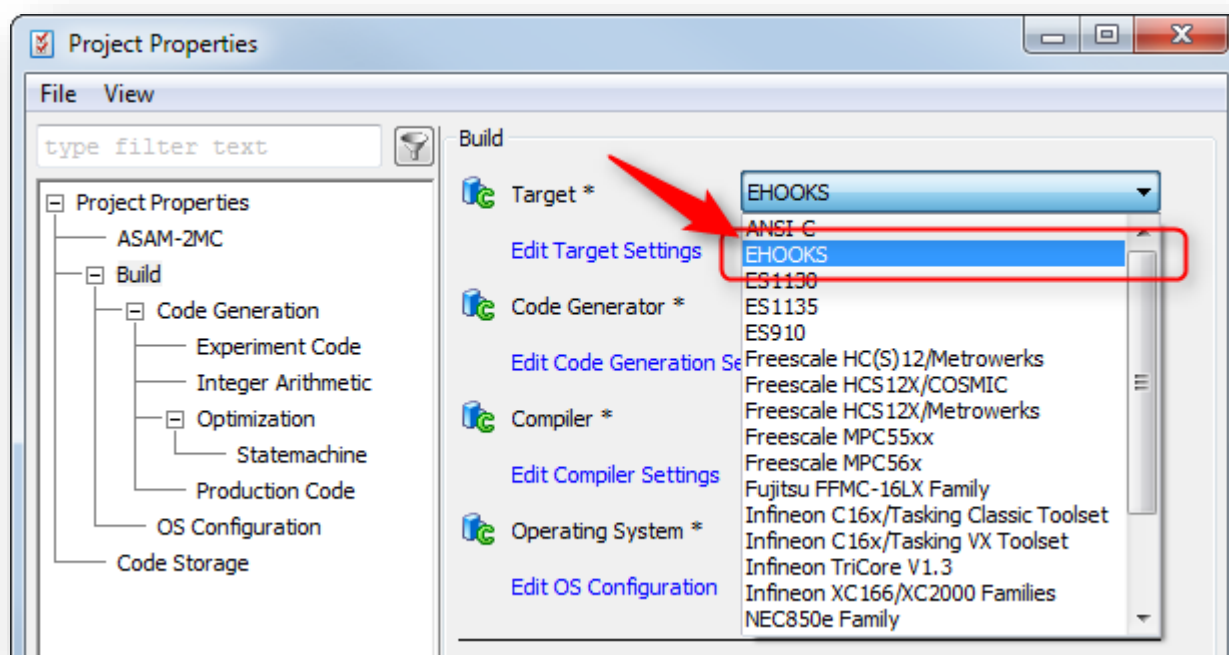 Project Properties
File View
type filter text
Project Properties
ASAM-2MC
Build
Code Generation
Experiment Code
Integer Arithmetic
Optimization
Statemachine
Production Code
OS Configuration
Code Storage
Build
Target *
EHOOKS
Edit Target Settings
Code Generator *
Edit Code Generation Se
Compiler *
Edit Compiler Settings
Operating System *
Edit OS Configuration
ANSI-C
EHOOKS
ES1130
ES1135
ES910
Freescale HC(S)12/Metrowerks
Freescale HCS12X/COSMIC
Freescale HCS12X/Metrowerks
Freescale MPC55xx
Freescale MPC56x
Fujitsu FFMC-16LX Family
Infineon C16x/Tasking Classic Toolset
Infineon C16x/Tasking VX Toolset
Infineon TriCore V1.3
Infineon XC166/XC2000 Families
NEC850e Family